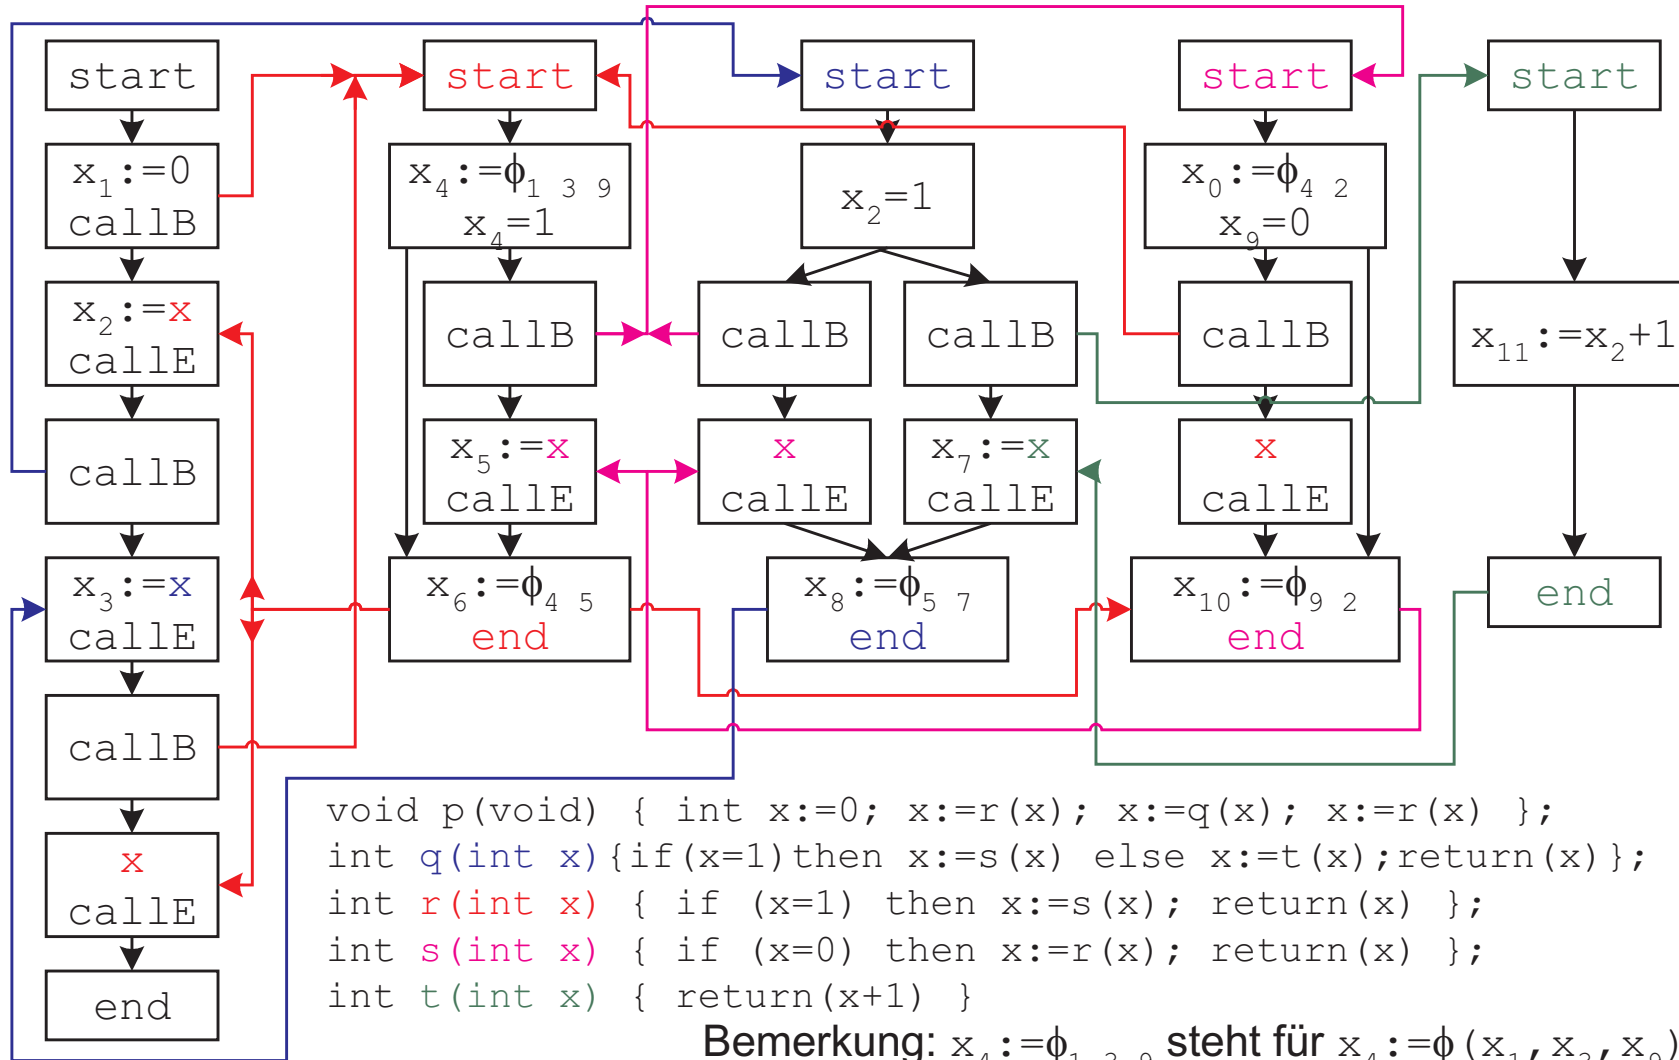 start
x₁:=0
callB
x₂:=x
callE
callB
x₃:=x
callE
callB
x
callE
end
start
x₄:=ϕ₁ ₃ ₉
x₄=1
callB
x₅:=x
callE
x₆:=ϕ₄ ₅
end
start
x₂=1
callB
x
callE
callB
x₇:=x
callE
x₈:=ϕ₅ ₇
end
start
x₀:=ϕ₄ ₂
x₉=0
callB
x
callE
x₁₀:=ϕ₉ ₂
end
start
x₁₁:=x₂+1
end
void p(void) { int x:=0; x:=r(x); x:=q(x); x:=r(x) };
int q(int x){if(x=1)then x:=s(x) else x:=t(x);return(x)};
int r(int x) { if (x=1) then x:=s(x); return(x) };
int s(int x) { if (x=0) then x:=r(x); return(x) };
int t(int x) { return(x+1) }
Bemerkung: x₄:=ϕ₁ ₃ ₉ steht für x₄:=ϕ(x₁,x₃,x₉)